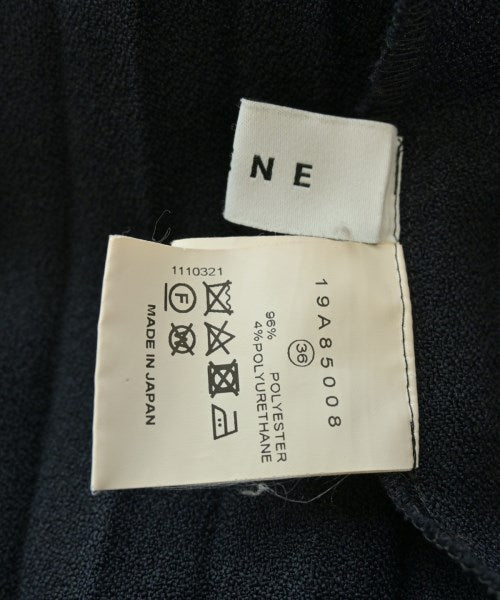 N E
19A85008
36
96% POLYESTER
4%POLYURETHANE
F
W
MADE IN JAPAN
1110321